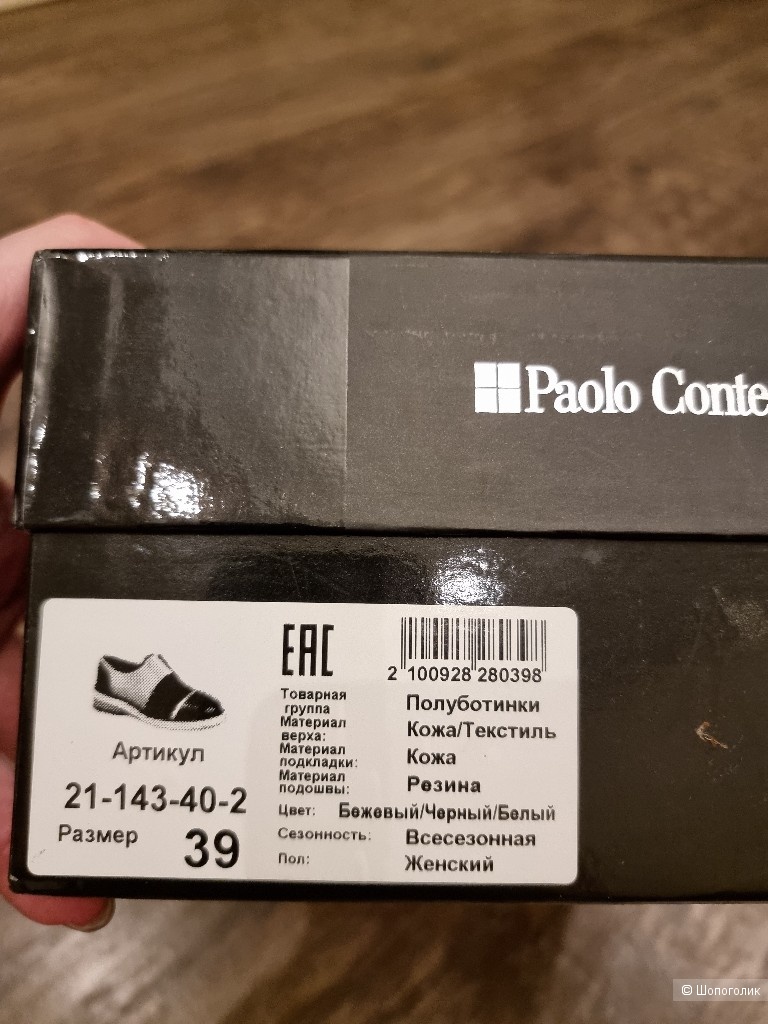 Paolo Conte
EAC
2 100928 280398
Артикул
21-143-40-2
Размер 39
Товарная группа Полуботинки
Материал верха: Кожа/Текстиль
Материал подкладки: Кожа
Материал подошвы: Резина
Цвет: Бежевый/Черный/Белый
Сезонность: Всесезонная
Пол: Женский
© Шопоголик